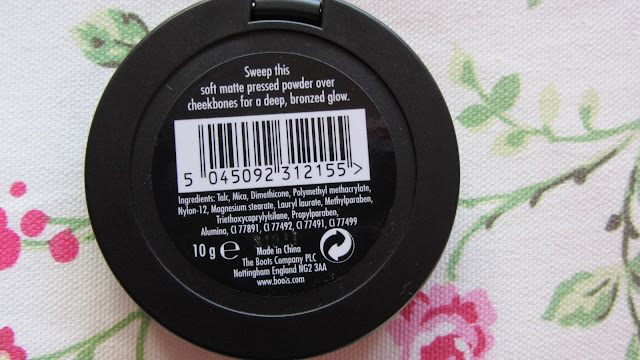 Sweep this
soft matte pressed powder over
cheekbones for a deep, bronzed glow.
5 045092 312155 >
Ingredients: Talc, Mica, Dimethicone, Polymethyl methacrylate,
Nylon-12, Magnesium stearate, Lauryl laurate, Methylparaben,
Triethoxycaprylylsilane, Propylparaben,
Alumina, CI 77891, CI 77492, CI 77491, CI 77499
10 g e
Made in China
The Boots Company PLC
Nottingham England NG2 3AA
www.boots.com